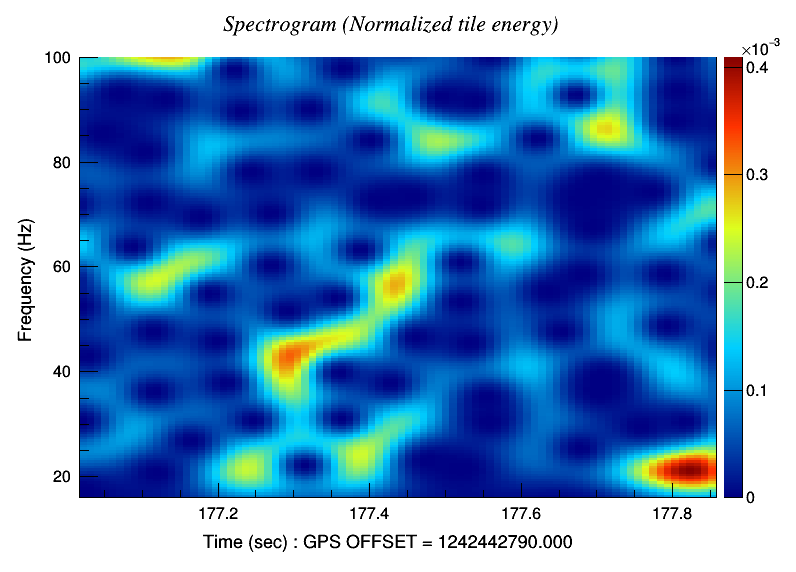 Spectrogram (Normalized tile energy)
×10⁻³
100
80
60
40
20
Frequency (Hz)
0.4
0.3
0.2
0.1
0
177.2 177.4 177.6 177.8
Time (sec) : GPS OFFSET = 1242442790.000